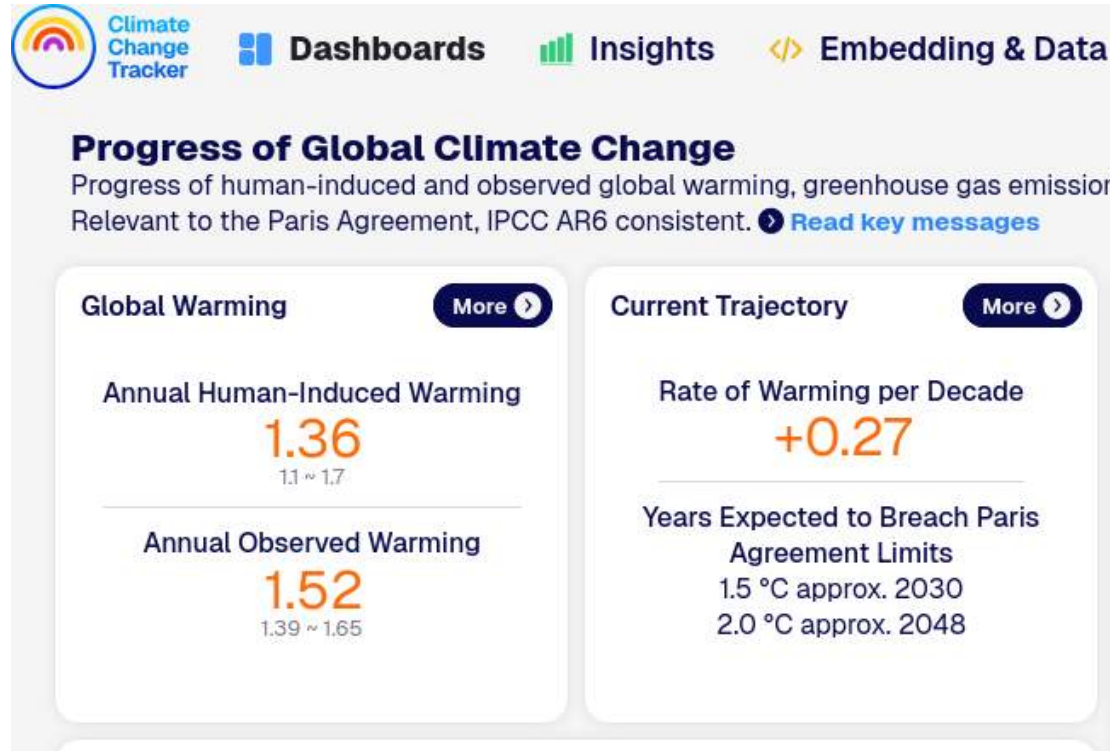 Climate
Change
Tracker
Dashboards
Insights
</> Embedding & Data
Progress of Global Climate Change
Progress of human-induced and observed global warming, greenhouse gas emission
Relevant to the Paris Agreement, IPCC AR6 consistent. Read key messages
Global Warming
More
Annual Human-Induced Warming
1.36
1.1 ~ 1.7
Annual Observed Warming
1.52
1.39 ~ 1.65
Current Trajectory
More
Rate of Warming per Decade
+0.27
Years Expected to Breach Paris
Agreement Limits
1.5 °C approx. 2030
2.0 °C approx. 2048